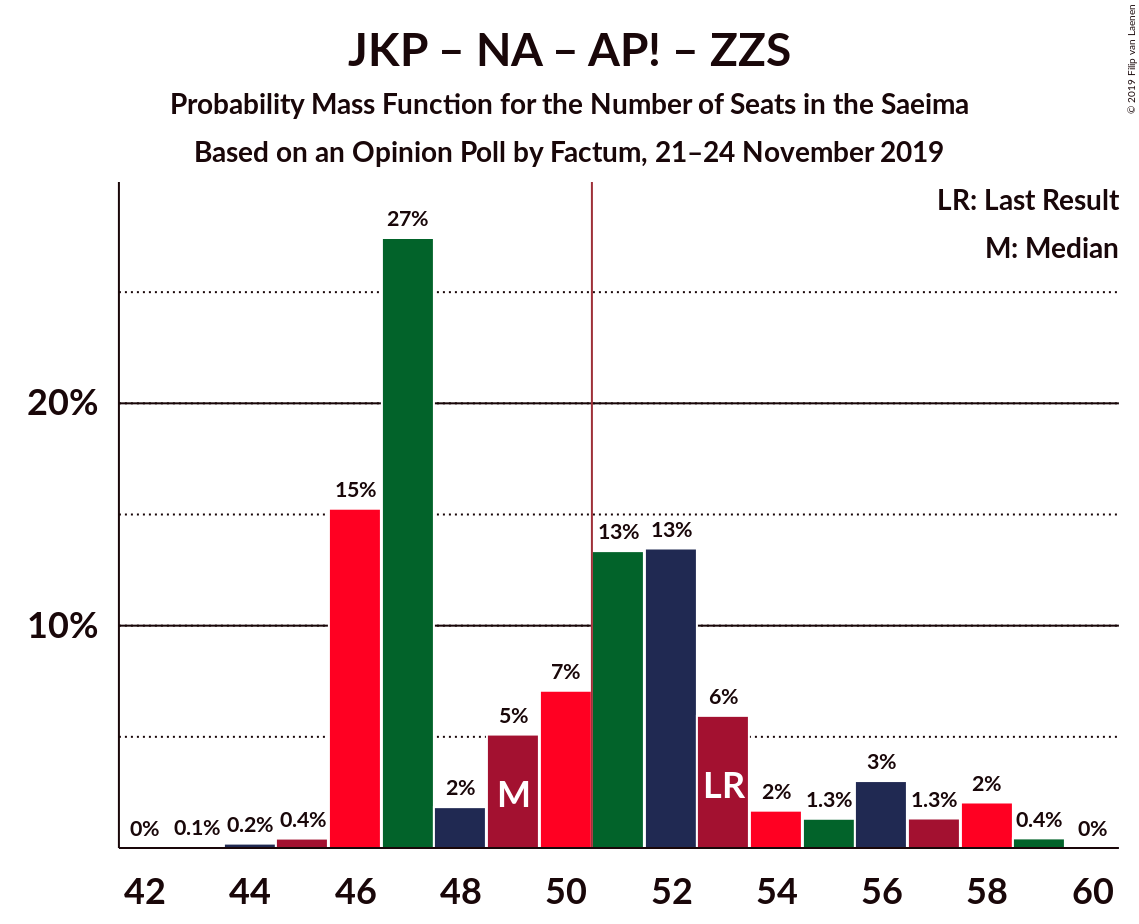 JKP – NA – AP! – ZZS
Probability Mass Function for the Number of Seats in the Saeima
Based on an Opinion Poll by Factum, 21–24 November 2019
© 2019 Filip van Laenen
LR: Last Result
M: Median
20%
10%
0%
0.1%
0.2%
0.4%
15%
27%
2%
5%
7%
13%
13%
6%
2%
1.3%
3%
1.3%
2%
0.4%
0%
M
LR
42 44 46 48 50 52 54 56 58 60